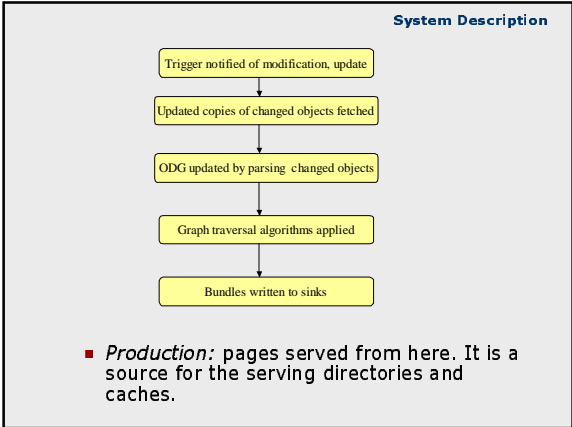 System Description
Trigger notified of modification, update
Updated copies of changed objects fetched
ODG updated by parsing changed objects
Graph traversal algorithms applied
Bundles written to sinks
Production: pages served from here. It is a
source for the serving directories and
caches.